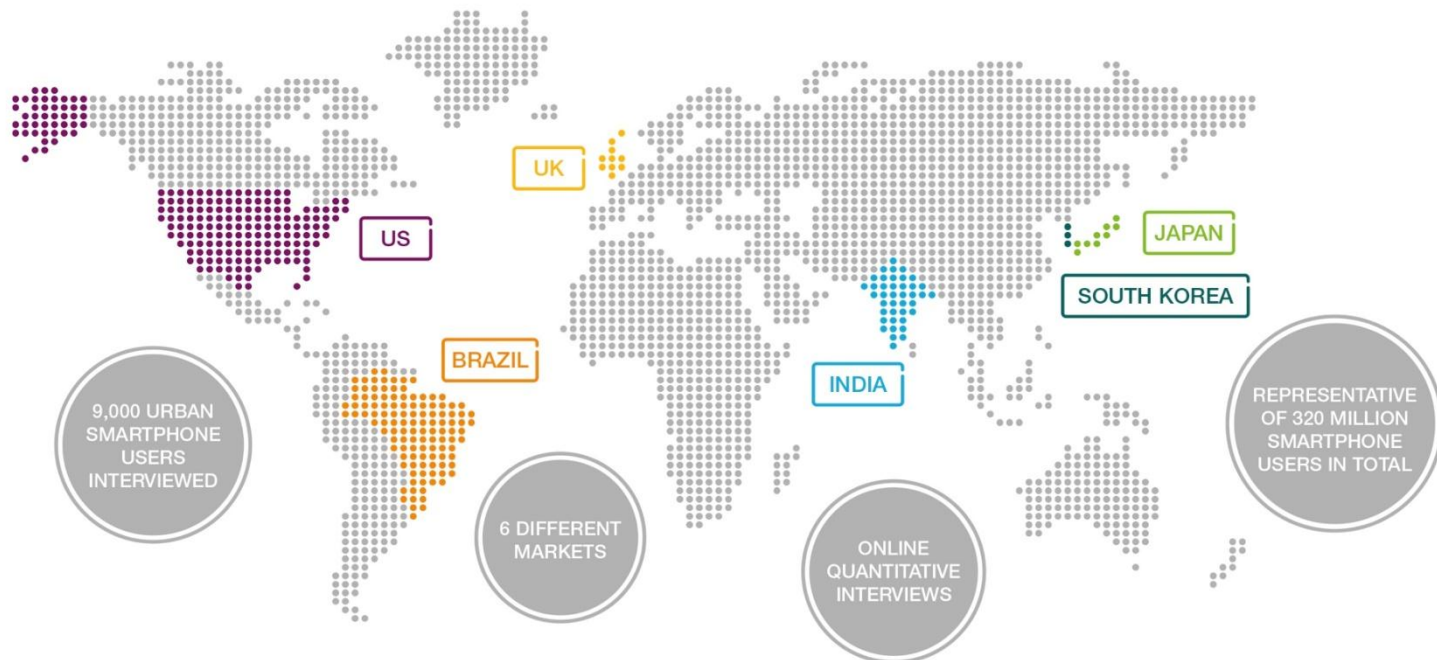 UK
US
JAPAN
SOUTH KOREA
BRAZIL
INDIA
9,000 URBAN
SMARTPHONE
USERS
INTERVIEWED
6 DIFFERENT
MARKETS
ONLINE
QUANTITATIVE
INTERVIEWS
REPRESENTATIVE
OF 320 MILLION
SMARTPHONE
USERS IN TOTAL